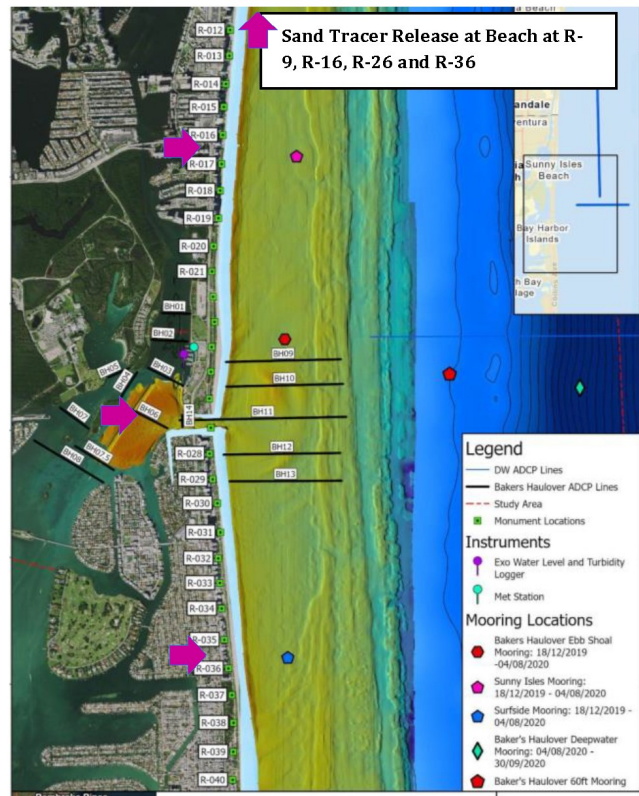 Sand Tracer Release at Beach at R-
9, R-16, R-26 and R-36
R-012
R-013
R-014
R-015
R-016
R-017
R-018
R-019
R-020
R-021
BH01
BH02
BH03
BH04
BH05
BH06
BH07
BH07.5
BH08
BH14
BH09
BH10
BH11
BH12
BH13
R-028
R-029
R-030
R-031
R-032
R-033
R-034
R-035
R-036
R-037
R-038
R-039
R-040
a Beach
andale
entura
Sunny Isles
Beach
Bay Harbor
Islands
h Bay
lage
Legend
DW ADCP Lines
Bakers Haulover ADCP Lines
Study Area
Monument Locations
Instruments
Exo Water Level and Turbidity
Logger
Met Station
Mooring Locations
Bakers Haulover Ebb Shoal
Mooring: 18/12/2019
-04/08/2020
Sunny Isles Mooring:
18/12/2019 - 04/08/2020
Surfside Mooring: 18/12/2019 -
04/08/2020
Baker's Haulover Deepwater
Mooring: 04/08/2020 -
30/09/2020
Baker's Haulover 60ft Mooring